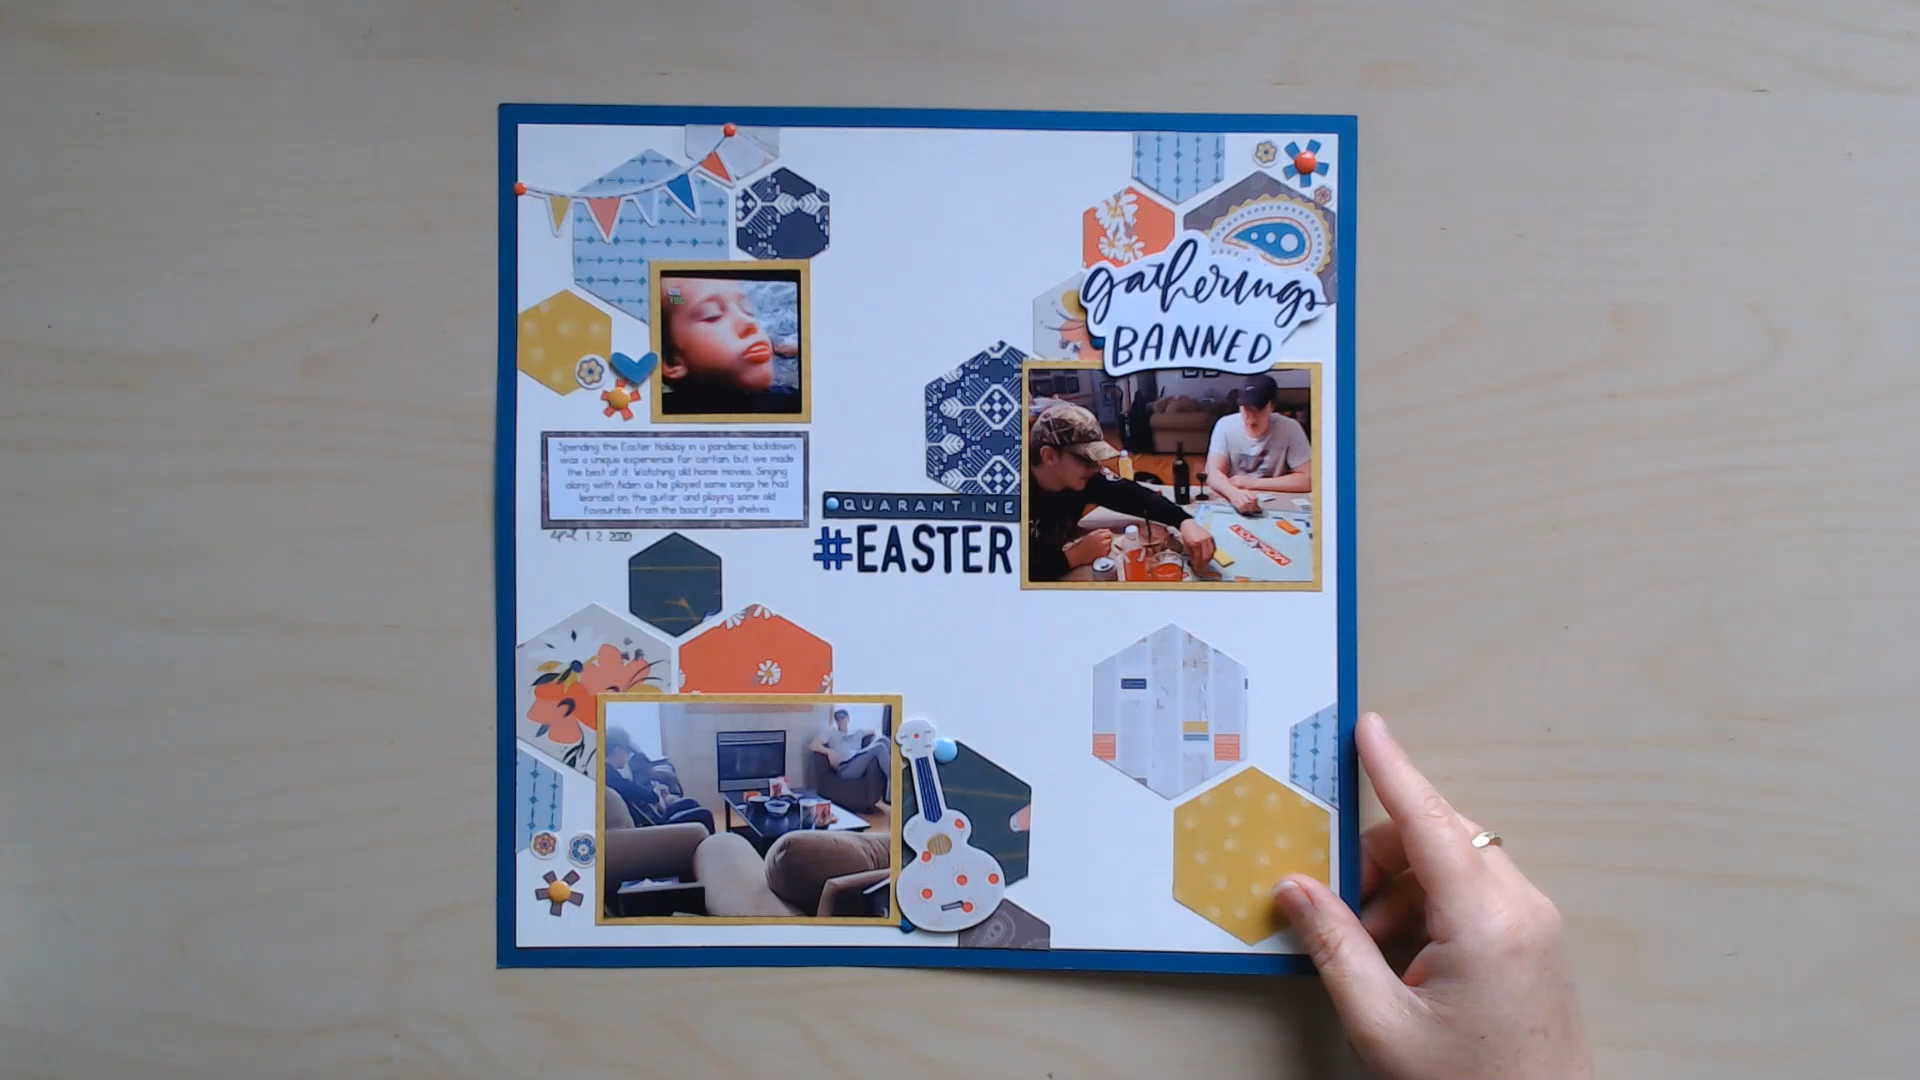 gatherings
BANNED
Spending the Easter Holiday in a pandemic lockdown
was a unique experience for certain, but we made
the best of it. Watching old home movies. Singing
along with Aiden as he played some songs he had
learned on the guitar, and playing some old
favourites from the board game shelves.
April 12 2020
QUARANTINE
#EASTER
MONOPOLY